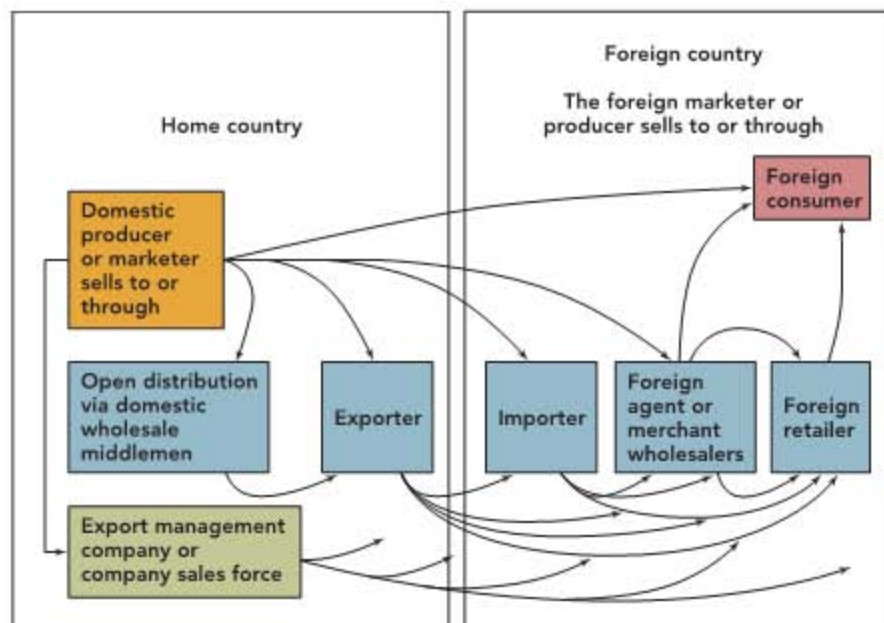 Home country
Foreign country
The foreign marketer or
producer sells to or through
Foreign
consumer
Domestic
producer
or marketer
sells to or
through
Open distribution
via domestic
wholesale
middlemen
Exporter
Importer
Foreign
agent or
merchant
wholesalers
Foreign
retailer
Export management
company or
company sales force